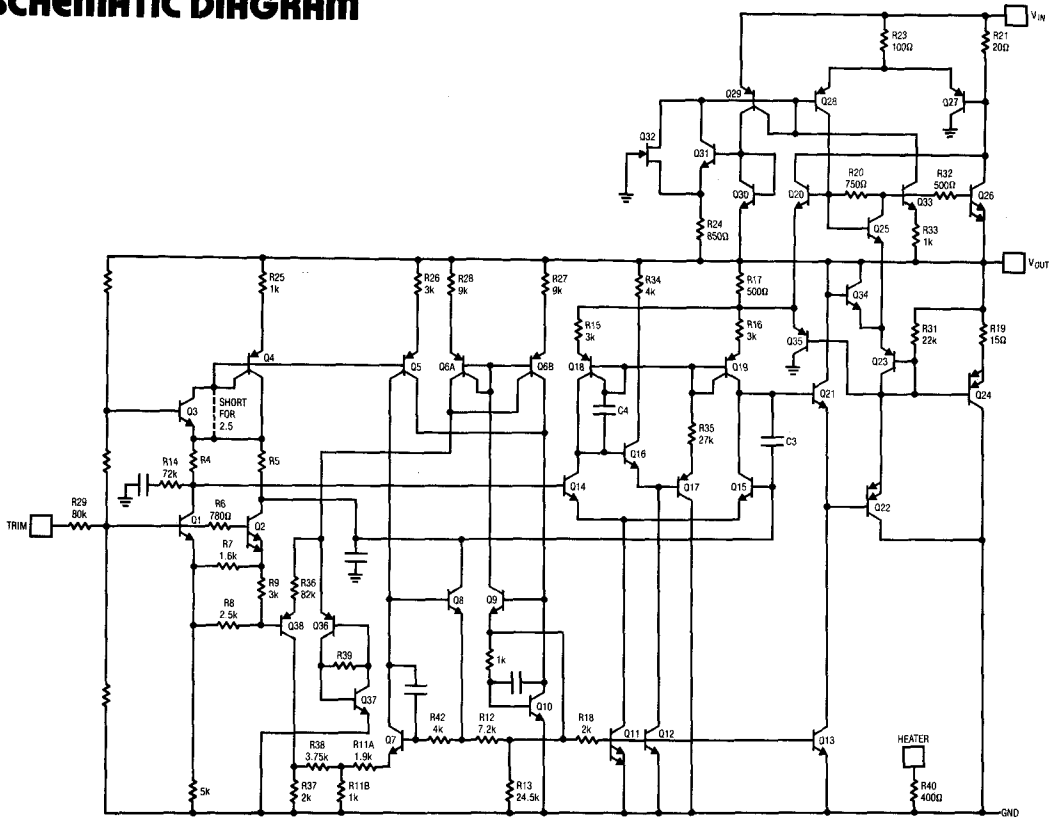 SCHEMATIC DIAGRAM
VIN
R23
100Ω
R21
20Ω
Q29
Q28
Q27
Q32
Q31
Q30
Q20
R20
750Ω
Q33
R32
500Ω
Q26
R24
850Ω
Q25
R33
1k
VOUT
R25
1k
R26
3k
R28
9k
R27
9k
R34
4k
R17
500Ω
Q34
R15
3k
R16
3k
Q35
R31
22k
R19
15Ω
Q4
Q5
Q6A
Q6B
Q18
Q19
Q23
Q24
SHORT
FOR
2.5
Q3
C4
Q21
R14
72k
R4
R5
Q16
R35
27k
C3
Q14
Q17
Q15
R29
80k
TRIM
Q1
R6
780Ω
Q2
Q22
R7
1.6k
R9
3k
R36
82k
Q8
Q9
R8
2.5k
Q38
Q36
R39
1k
Q37
Q10
R38
3.75k
R11A
1.9k
Q7
R42
4k
R12
7.2k
R18
2k
Q11
Q12
Q13
HEATER
5k
R37
2k
R11B
1k
R13
24.5k
R40
400Ω
GND